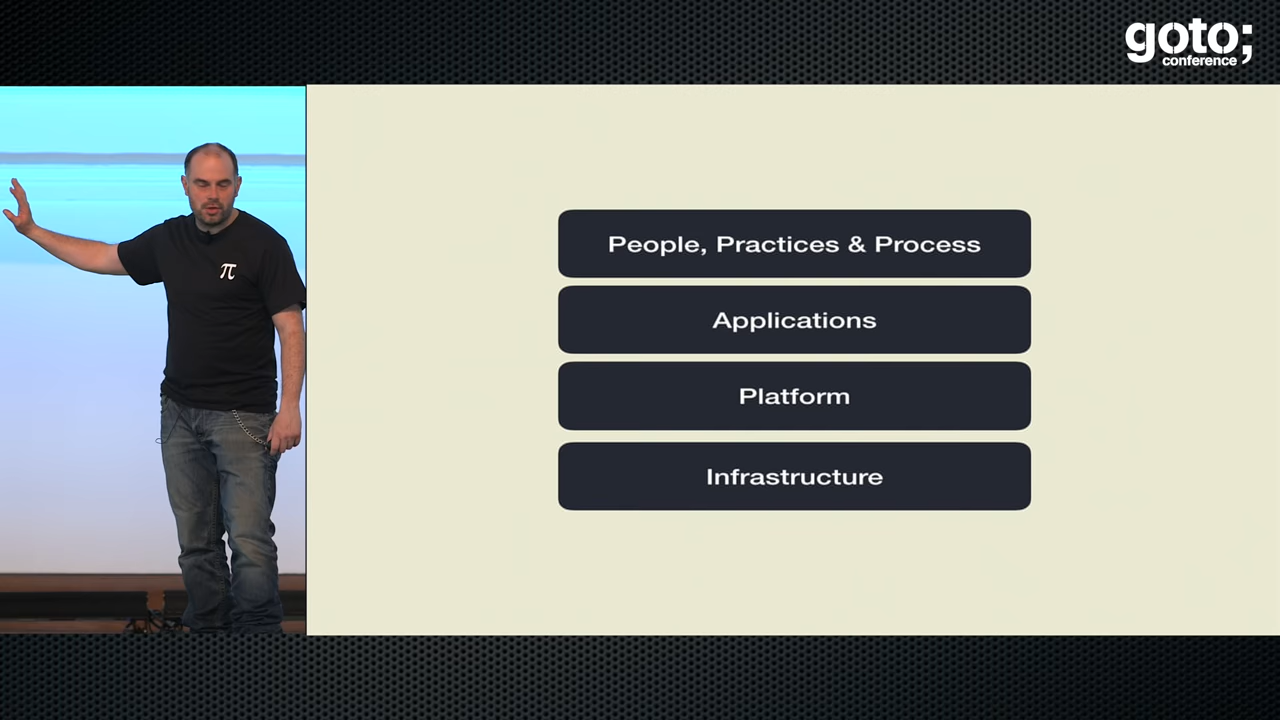 goto;
conference
π
People, Practices & Process
Applications
Platform
Infrastructure